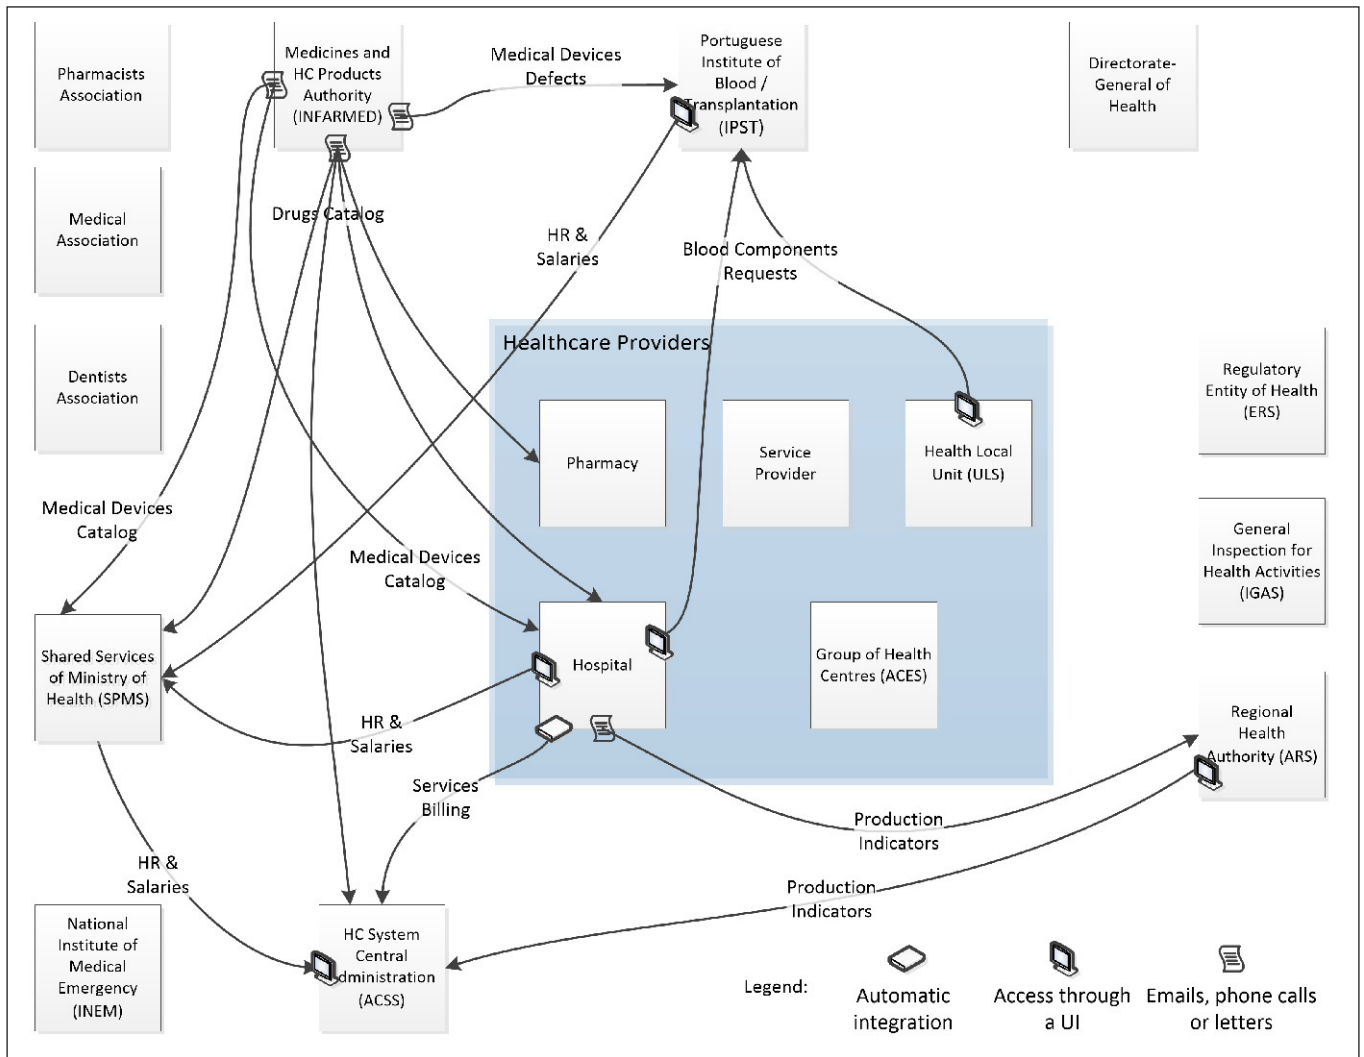 Pharmacists
Association
Medicines and
HC Products
Authority
(INFARMED)
Medical Devices
Defects
Portuguese
Institute of
Blood /
Transplantation
(IPST)
Directorate-
General of
Health
Medical
Association
Drugs Catalog
HR &
Salaries
Blood Components
Requests
Dentists
Association
Healthcare Providers
Pharmacy
Service
Provider
Health Local
Unit (ULS)
Regulatory
Entity of Health
(ERS)
Medical Devices
Catalog
Medical Devices
Catalog
General
Inspection for
Health Activities
(IGAS)
Shared Services
of Ministry of
Health (SPMS)
Hospital
Group of Health
Centres (ACES)
Regional
Health
Authority (ARS)
HR &
Salaries
Services
Billing
Production
Indicators
HR &
Salaries
Production
Indicators
National
Institute of
Medical
Emergency
(INEM)
HC System
Central
dministration
(ACSS)
Legend:
Automatic
integration
Access through
a UI
Emails, phone calls
or letters